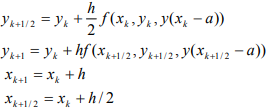 y_{k+1/2} = y_k + \frac{h}{2} f(x_k, y_k, y(x_k - a))
y_{k+1} = y_k + hf(x_{k+1/2}, y_{k+1/2}, y(x_{k+1/2} - a))
x_{k+1} = x_k + h
x_{k+1/2} = x_k + h/2